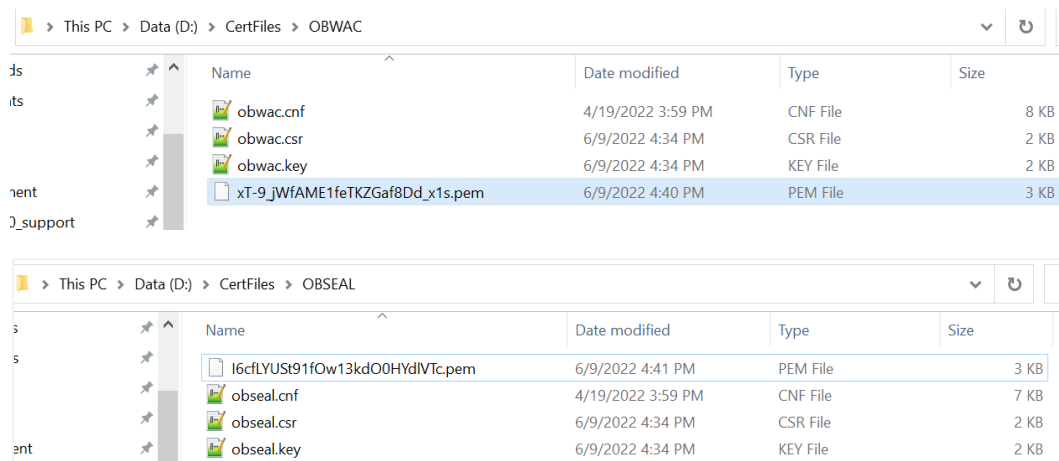 This PC > Data (D:) > CertFiles > OBWAC
ds
Name Date modified Type Size
nts
obwac.cnf 4/19/2022 3:59 PM CNF File 8 KB
obwac.csr 6/9/2022 4:34 PM CSR File 2 KB
obwac.key 6/9/2022 4:34 PM KEY File 2 KB
nent xT-9_jWfAME1feTKZGaf8Dd_x1s.pem 6/9/2022 4:40 PM PEM File 3 KB
0_support
This PC > Data (D:) > CertFiles > OBSEAL
s Name Date modified Type Size
s
I6cfLYUSt91fOw13kdO0HYdlVTc.pem 6/9/2022 4:41 PM PEM File 3 KB
obseal.cnf 4/19/2022 3:59 PM CNF File 7 KB
obseal.csr 6/9/2022 4:34 PM CSR File 2 KB
ent obseal.key 6/9/2022 4:34 PM KEY File 2 KB